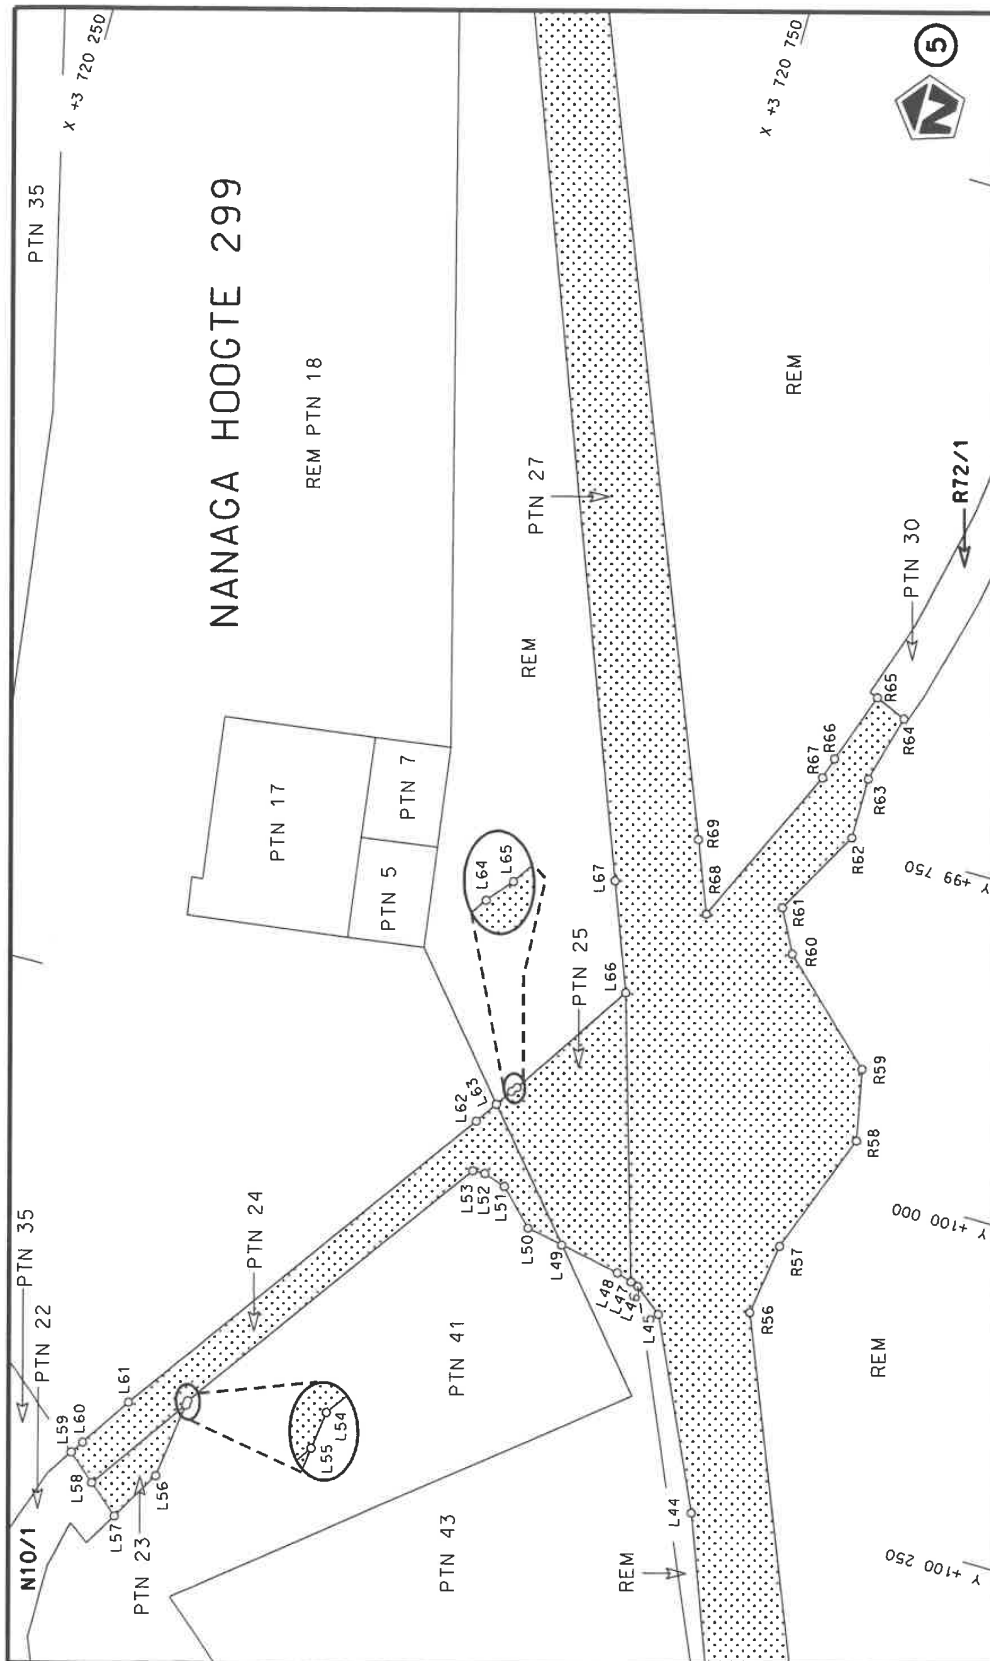 PTN 35
X +3 720 250
NANAGA HOOGTE 299
REM PTN 18
X +3 720 750
N
5
REM
PTN 27
REM
R72/1
PTN 30
PTN 17
PTN 7
PTN 5
L64
L65
L67
R69
R68
R67
R66
R65
R64
R63
R62
R61
R60
Y +99 750
L66
PTN 25
L63
L62
L53
L52
L51
L50
L49
L48
L47
L46
L45
R59
R58
R57
R56
Y +100 000
REM
PTN 35
PTN 22
N10/1
PTN 24
L61
L60
L59
L58
L57
L56
L55
L54
PTN 23
PTN 41
PTN 43
REM
L44
Y +100 250